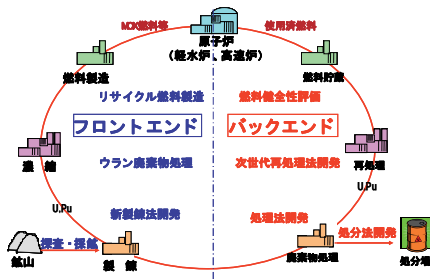 MOX燃料等
使用済燃料
原子炉
(軽水炉、高速炉)
燃料製造
燃料貯蔵
リサイクル燃料製造
燃料健全性評価
フロントエンド
バックエンド
濃 縮
再処理
ウラン廃棄物処理
次世代再処理法開発
U,Pu
U,Pu
新製錬法開発
処理法開発
処分法開発
探査・採鉱
鉱山
製 錬
廃棄物処理
処分場